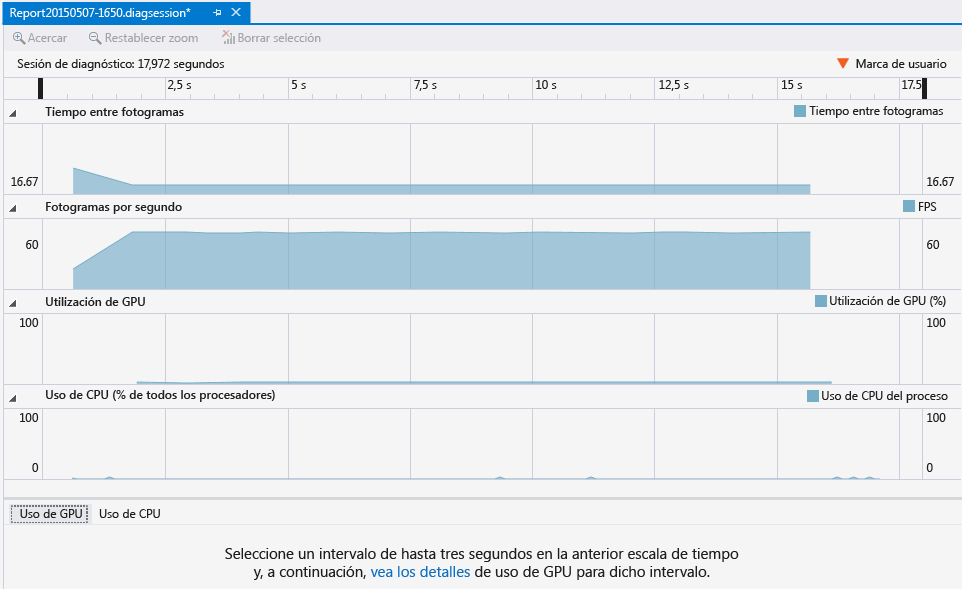 Report20150507-1650.diagsession*
Acercar Restablecer zoom Borrar selección
Sesión de diagnóstico: 17,972 segundos Marca de usuario
2,5 s 5 s 7,5 s 10 s 12,5 s 15 s 17.5
Tiempo entre fotogramas Tiempo entre fotogramas
16.67 16.67
Fotogramas por segundo FPS
60 60
Utilización de GPU Utilización de GPU (%)
100 100
Uso de CPU (% de todos los procesadores) Uso de CPU del proceso
100 100
0 0
Uso de GPU Uso de CPU
Seleccione un intervalo de hasta tres segundos en la anterior escala de tiempo
y, a continuación, vea los detalles de uso de GPU para dicho intervalo.